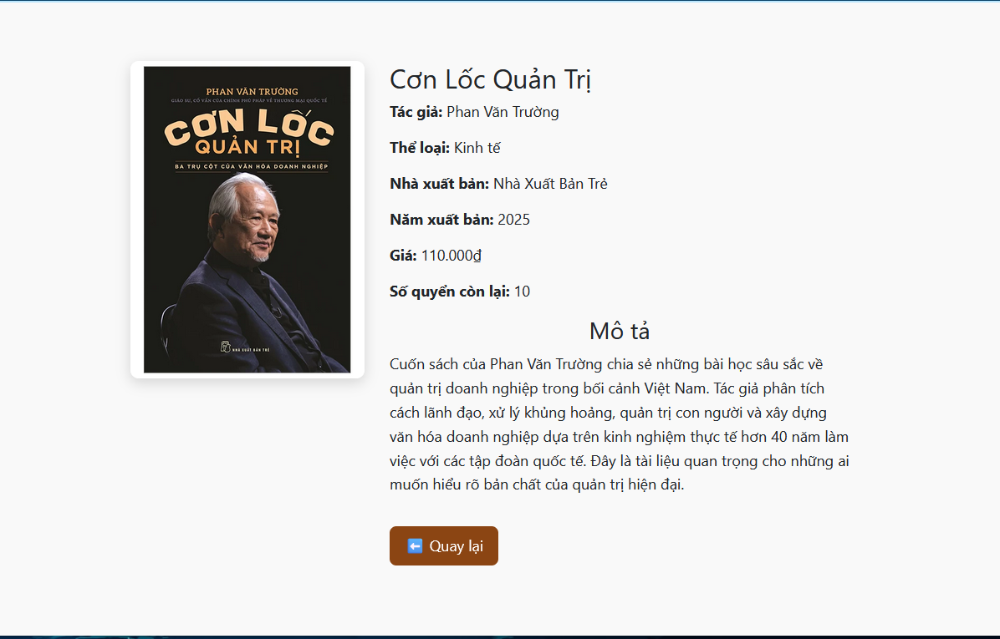 PHAN VĂN TRƯỜNG
GIÁO SƯ, CỐ VẤN CỦA CHÍNH PHỦ PHÁP VỀ THƯƠNG MẠI QUỐC TẾ
CƠN LỐC
QUẢN TRỊ
BA TRỤ CỘT CỦA VĂN HÓA DOANH NGHIỆP
NHÀ XUẤT BẢN TRẺ
Cơn Lốc Quản Trị
Tác giả: Phan Văn Trường
Thể loại: Kinh tế
Nhà xuất bản: Nhà Xuất Bản Trẻ
Năm xuất bản: 2025
Giá: 110.000₫
Số quyển còn lại: 10
Mô tả
Cuốn sách của Phan Văn Trường chia sẻ những bài học sâu sắc về
quản trị doanh nghiệp trong bối cảnh Việt Nam. Tác giả phân tích
cách lãnh đạo, xử lý khủng hoảng, quản trị con người và xây dựng
văn hóa doanh nghiệp dựa trên kinh nghiệm thực tế hơn 40 năm làm
việc với các tập đoàn quốc tế. Đây là tài liệu quan trọng cho những ai
muốn hiểu rõ bản chất của quản trị hiện đại.
⬅️ Quay lại